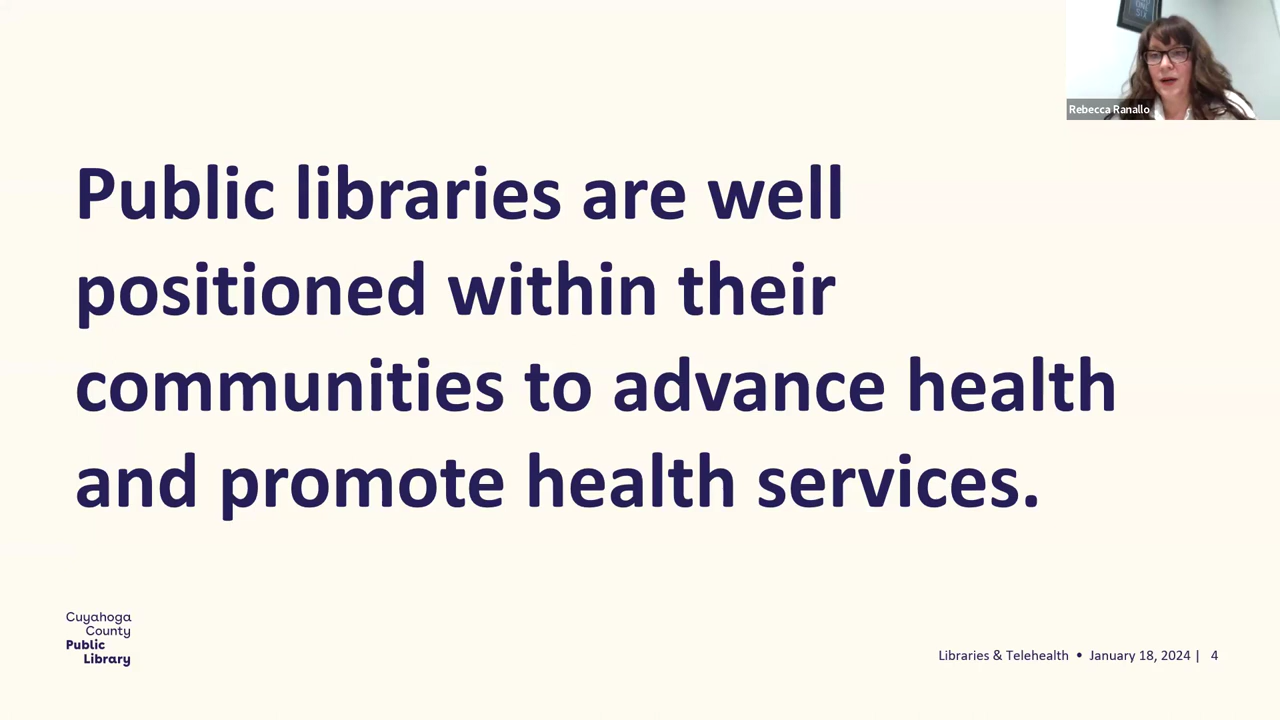 Rebecca Ranallo
Public libraries are well
positioned within their
communities to advance health
and promote health services.
Cuyahoga
County
Public
Library
Libraries & Telehealth • January 18, 2024 | 4